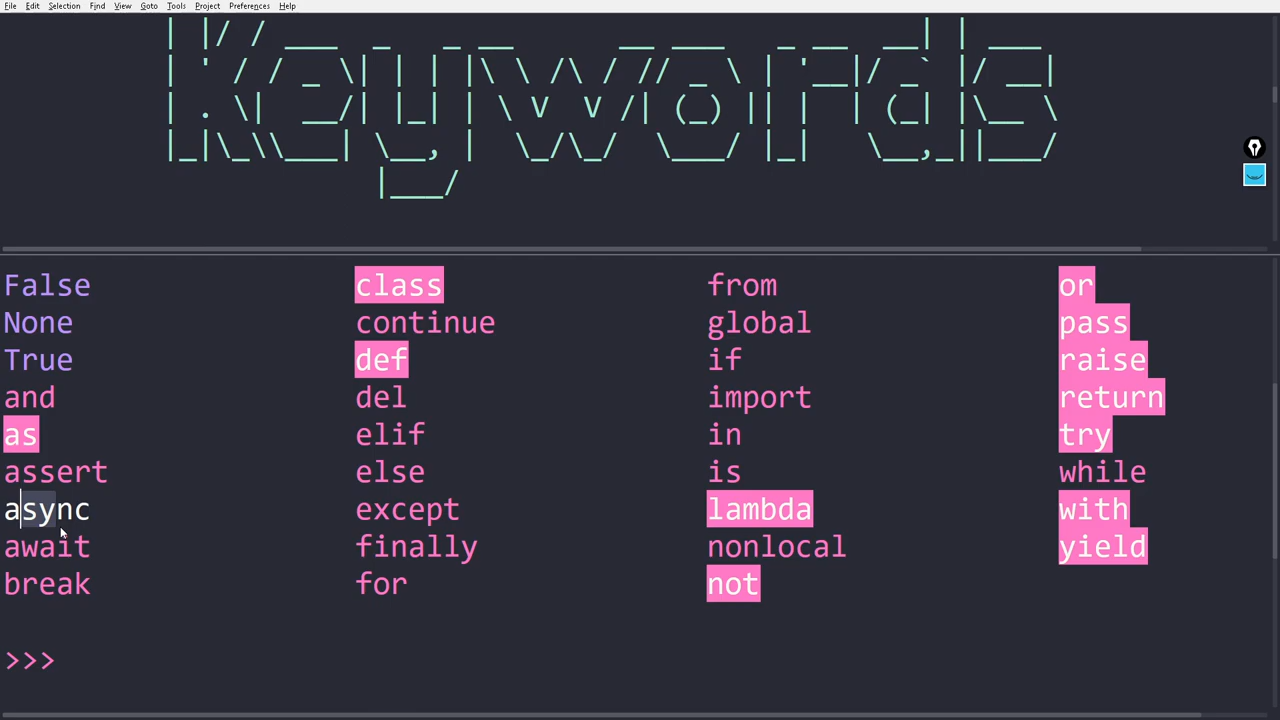 File Edit Selection Find View Goto Tools Project Preferences Help
Keywords
False class from or
None continue global pass
True def if raise
and del import return
as elif in try
assert else is while
async except lambda with
await finally nonlocal yield
break for not
>>>